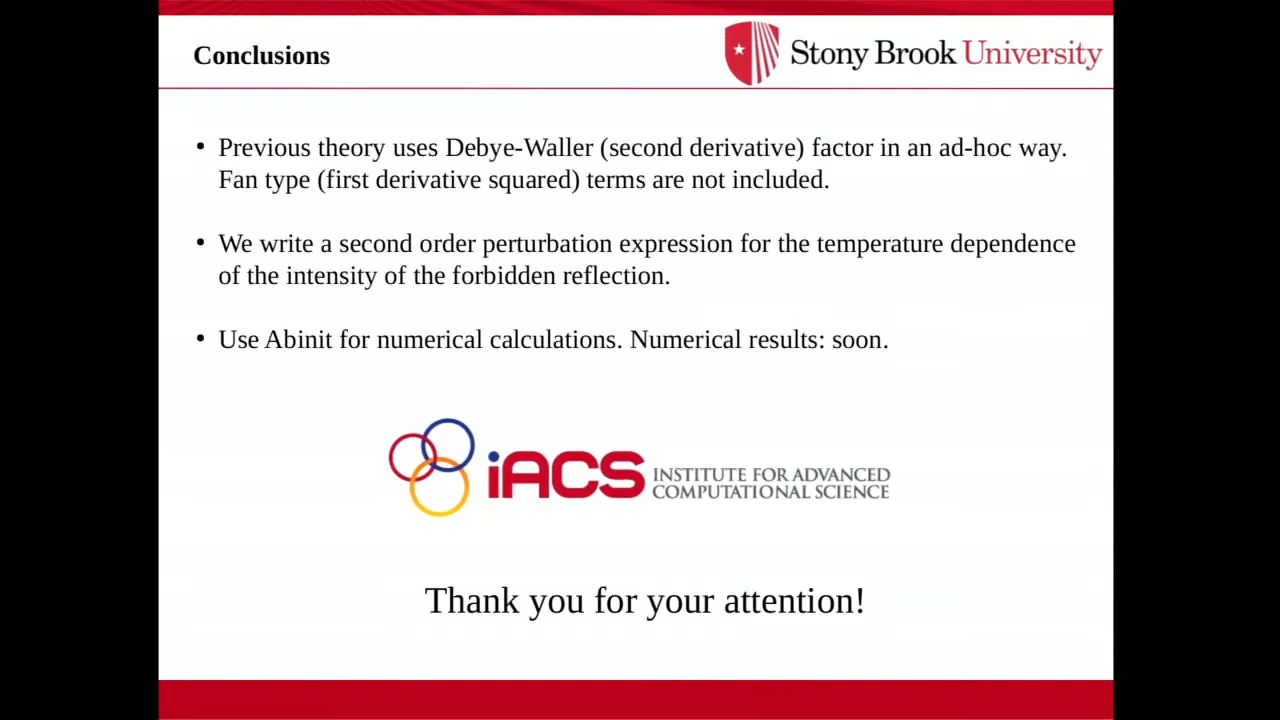 Conclusions
Stony Brook University
• Previous theory uses Debye-Waller (second derivative) factor in an ad-hoc way.
Fan type (first derivative squared) terms are not included.
• We write a second order perturbation expression for the temperature dependence
of the intensity of the forbidden reflection.
• Use Abinit for numerical calculations. Numerical results: soon.
iACS
INSTITUTE FOR ADVANCED
COMPUTATIONAL SCIENCE
Thank you for your attention!